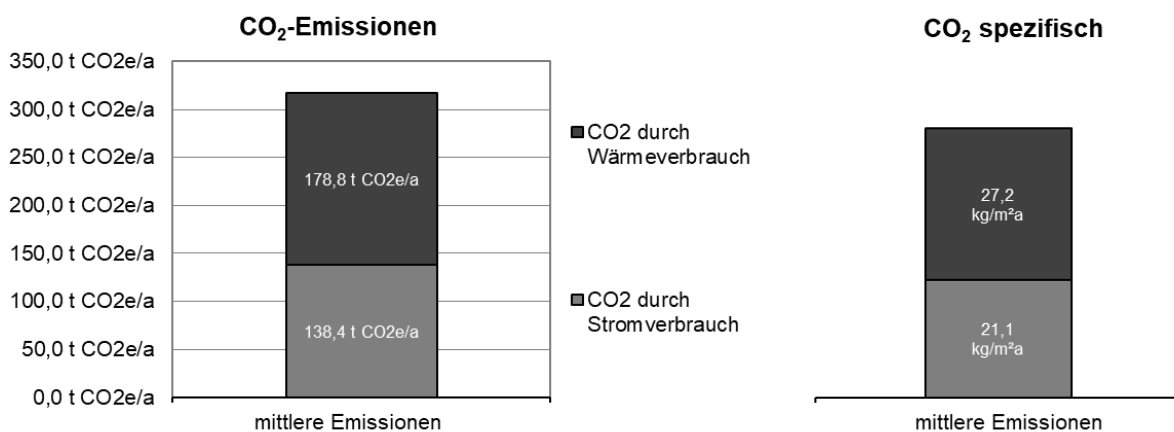 CO₂-Emissionen
350,0 t CO2e/a
300,0 t CO2e/a
250,0 t CO2e/a
200,0 t CO2e/a
150,0 t CO2e/a
100,0 t CO2e/a
50,0 t CO2e/a
0,0 t CO2e/a
178,8 t CO2e/a
138,4 t CO2e/a
mittlere Emissionen
CO2 durch
Wärmeverbrauch
CO2 durch
Stromverbrauch
CO₂ spezifisch
27,2
kg/m²a
21,1
kg/m²a
mittlere Emissionen